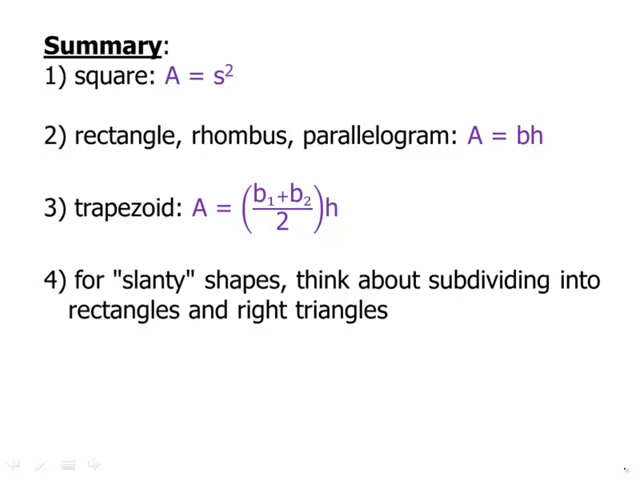 Summary:
1) square: A = s²
2) rectangle, rhombus, parallelogram: A = bh
3) trapezoid: A = ((b₁+b₂)/2)h
4) for "slanty" shapes, think about subdividing into
rectangles and right triangles